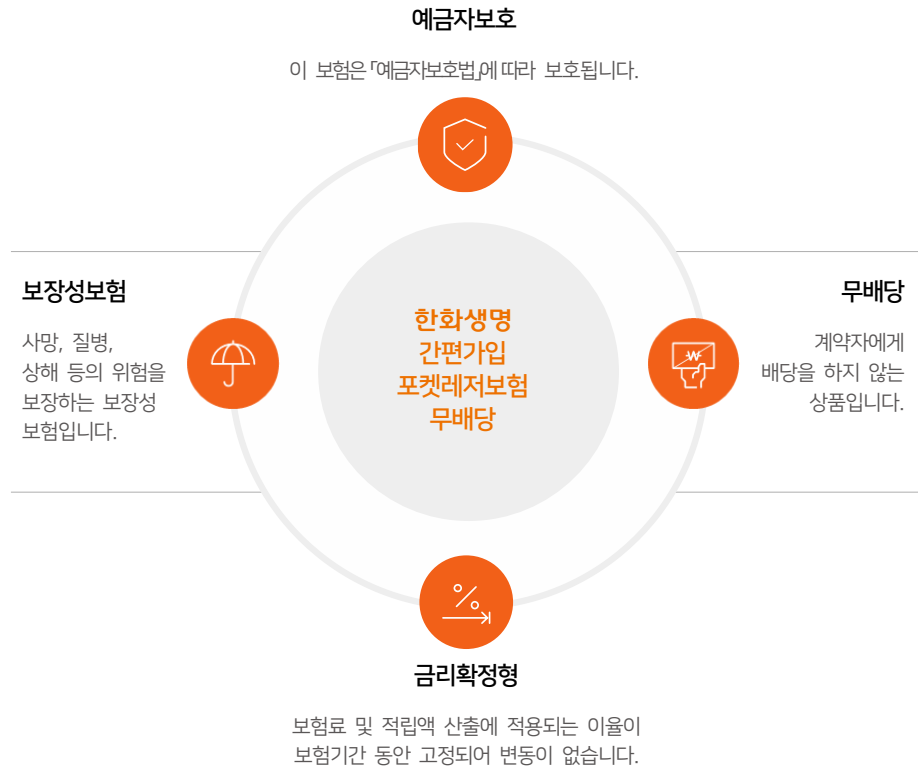 예금자보호
이 보험은 「예금자보호법」에 따라 보호됩니다.
보장성보험
사망, 질병,
상해 등의 위험을
보장하는 보장성
보험입니다.
한화생명
간편가입
포켓레저보험
무배당
무배당
계약자에게
배당을 하지 않는
상품입니다.
금리확정형
보험료 및 적립액 산출에 적용되는 이율이
보험기간 동안 고정되어 변동이 없습니다.